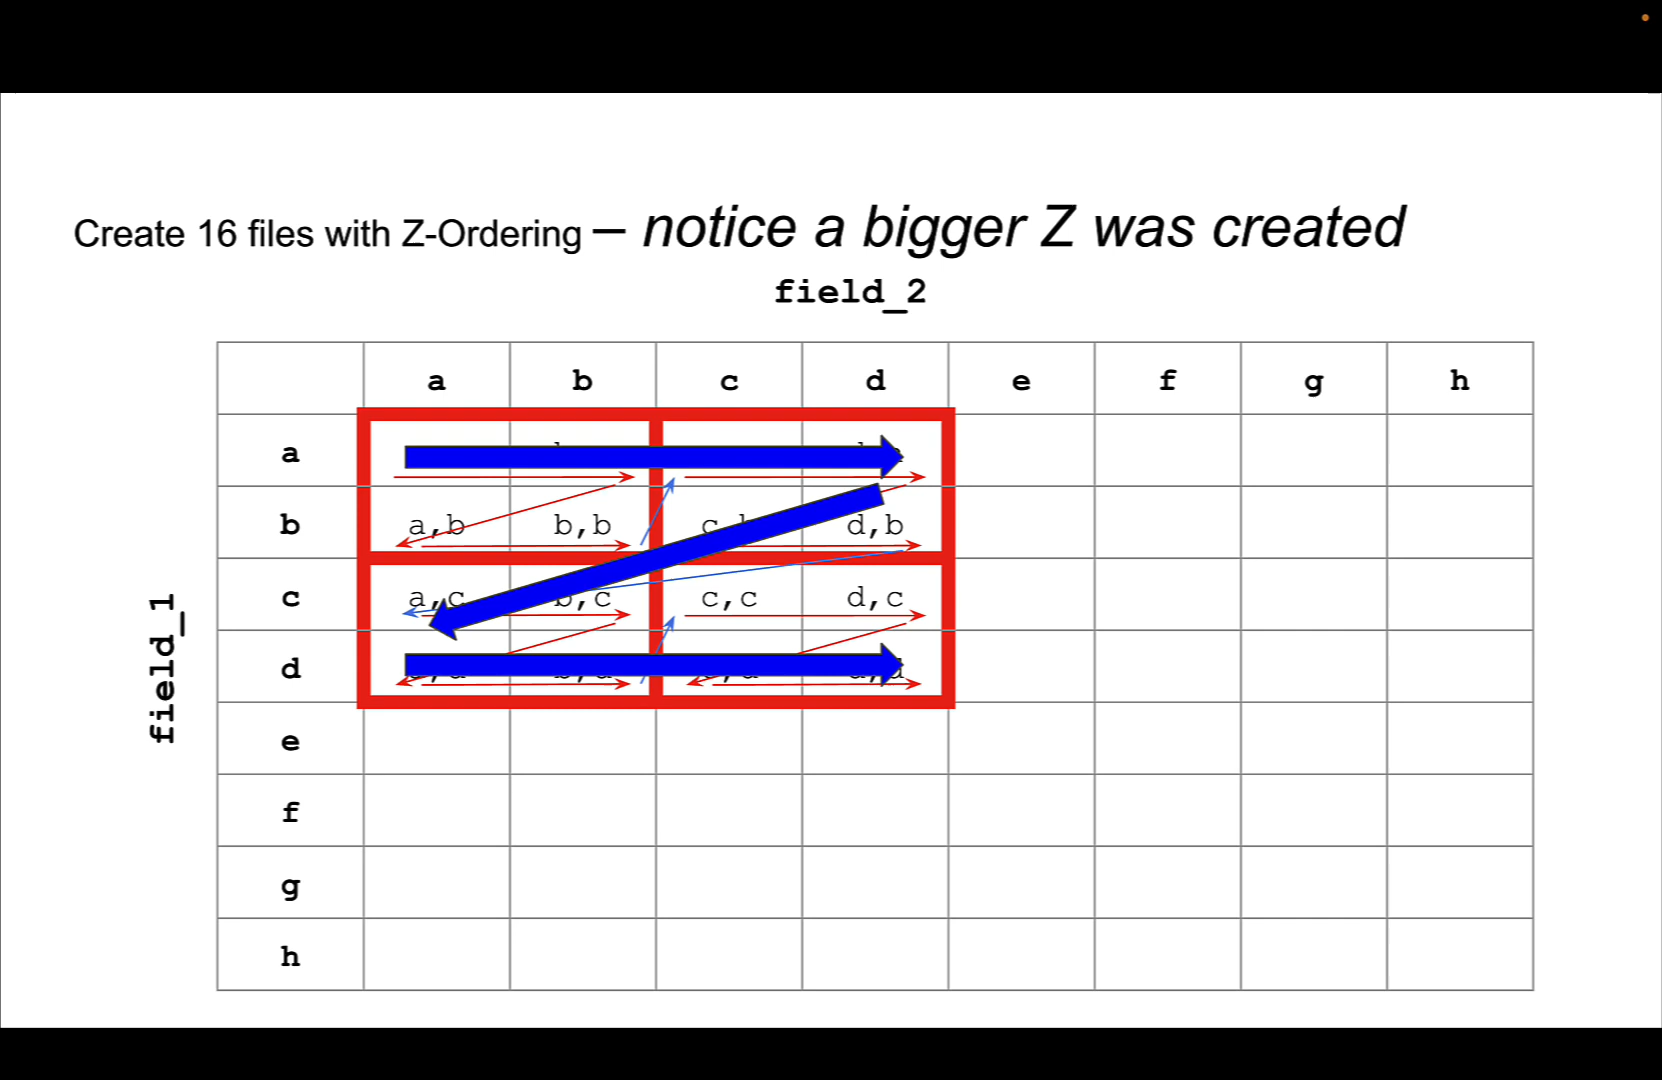 Create 16 files with Z-Ordering – notice a bigger Z was created
field_2
a b c d e f g h
a
b a,b b,b d,b
field_1
c a,c b,c c,c d,c
d
e
f
g
h